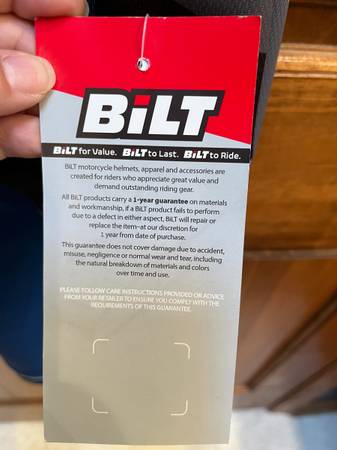 BiLT
BiLT for Value. BiLT to Last. BiLT to Ride.
BiLT motorcycle helmets, apparel and accessories are
created for riders who appreciate great value and
demand outstanding riding gear.
All BiLT products carry a 1-year guarantee on materials
and workmanship, if a BiLT product fails to perform
due to a defect in either aspect, BiLT will repair or
replace the item–at our discretion for
1 year from date of purchase.
This guarantee does not cover damage due to accident,
misuse, negligence or normal wear and tear, including
the natural breakdown of materials and colors
over time and use.
PLEASE FOLLOW CARE INSTRUCTIONS PROVIDED OR ADVICE
FROM YOUR RETAILER TO ENSURE YOU COMPLY WITH THE
REQUIREMENTS OF THIS GUARANTEE.